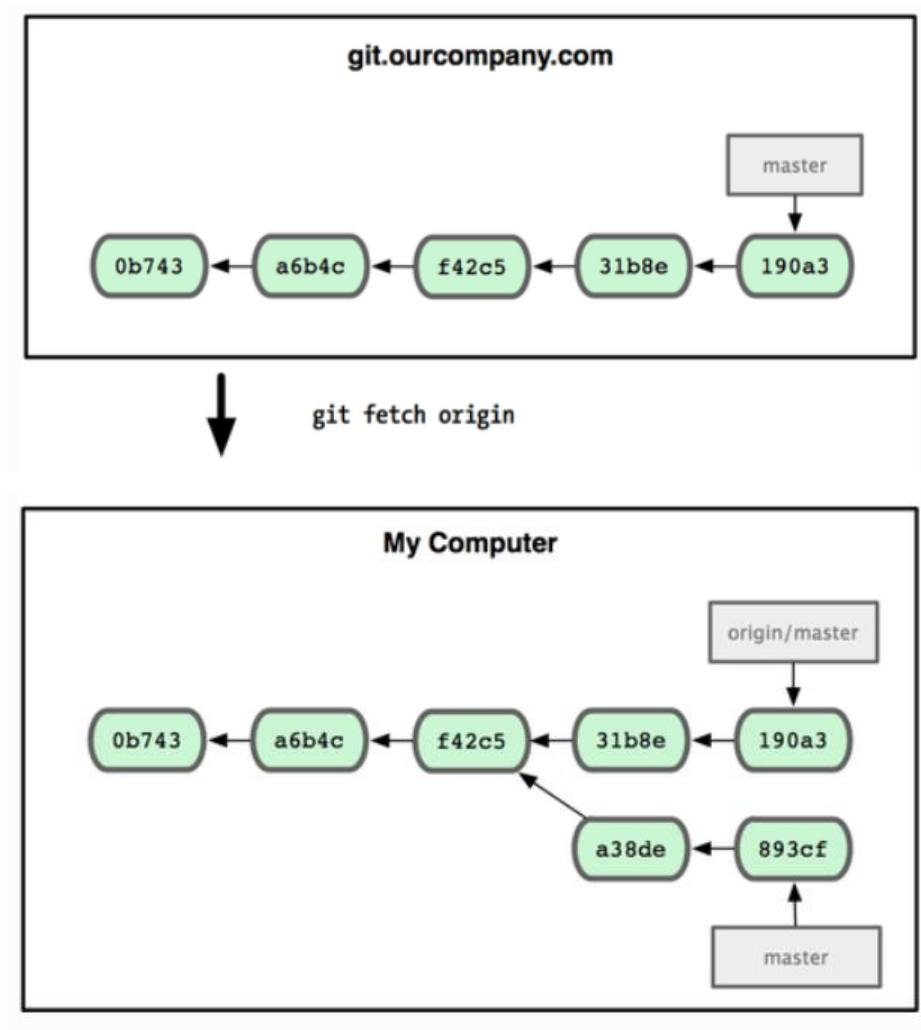 git.ourcompany.com
master
0b743 a6b4c f42c5 31b8e 190a3
git fetch origin
My Computer
origin/master
0b743 a6b4c f42c5 31b8e 190a3
a38de 893cf
master